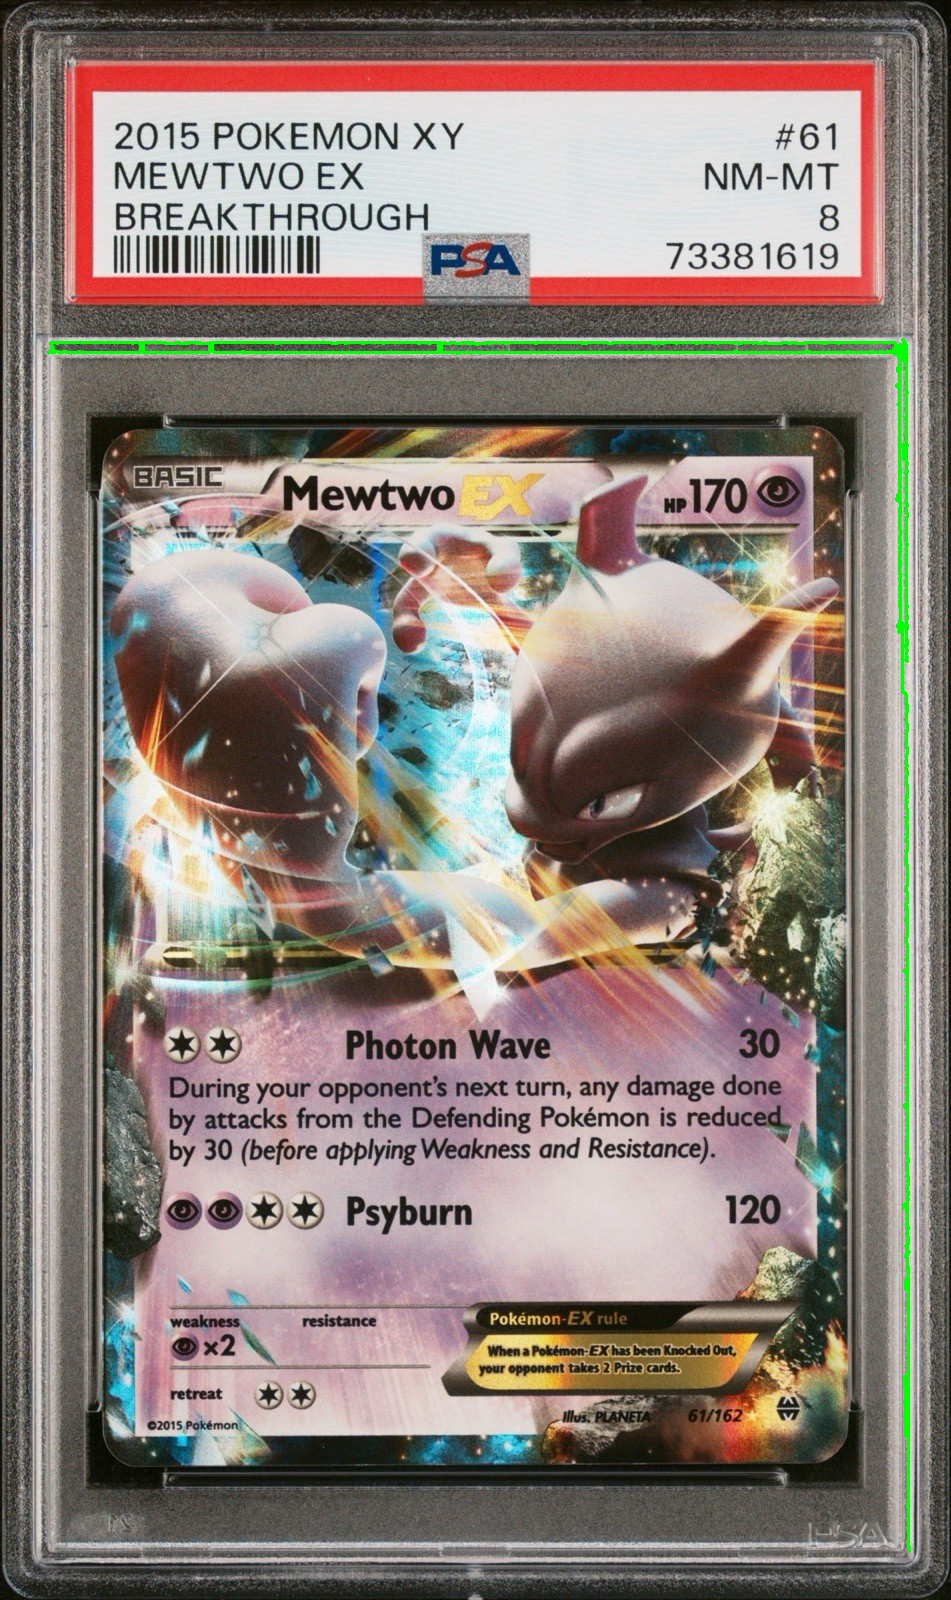 2015 POKEMON XY #61
MEWTWO EX NM-MT
BREAKTHROUGH 8
PSA 73381619
BASIC Mewtwo EX HP 170
Photon Wave 30
During your opponent's next turn, any damage done
by attacks from the Defending Pokémon is reduced
by 30 (before applying Weakness and Resistance).
Psyburn 120
weakness resistance
×2
Pokémon-EX rule
When a Pokémon-EX has been Knocked Out,
your opponent takes 2 Prize cards.
retreat
©2015 Pokémon
Illus. PLANETA 61/162
PSA